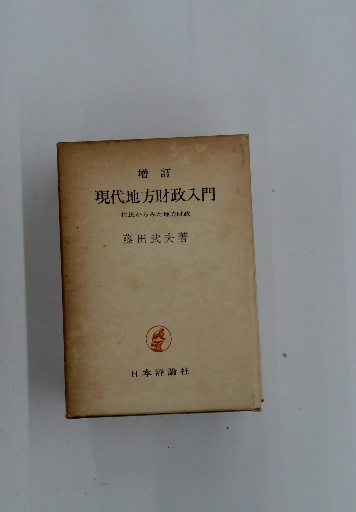 増訂
現代地方財政入門
住民からみた地方財政
藤田武夫著
日本評論社